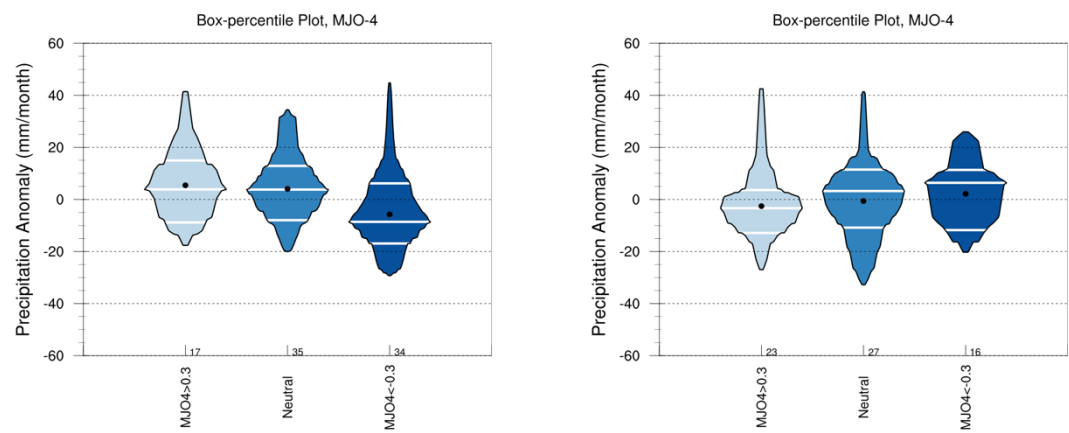 Box-percentile Plot, MJO-4
Precipitation Anomaly (mm/month)
60
40
20
0
-20
-40
-60
17
35
34
MJO4>0.3
Neutral
MJO4<-0.3
Box-percentile Plot, MJO-4
Precipitation Anomaly (mm/month)
60
40
20
0
-20
-40
-60
23
27
16
MJO4>0.3
Neutral
MJO4<-0.3